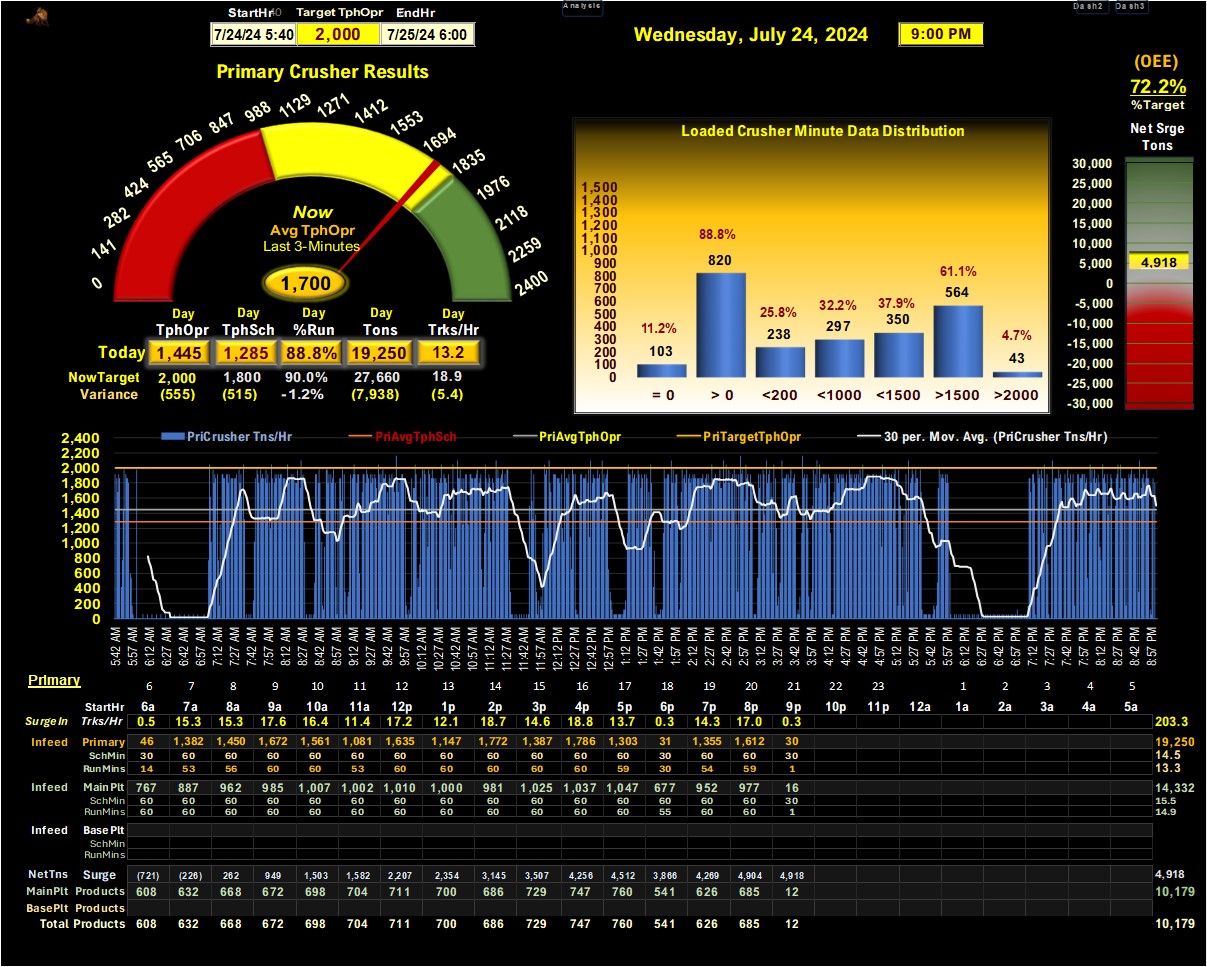 Analysis
Dash2 Dash3
StartHr Target TphOpr EndHr
7/24/24 5:40 2,000 7/25/24 6:00
Wednesday, July 24, 2024 9:00 PM
(OEE)
72.2%
%Target
Primary Crusher Results
0 141 282 424 565 706 847 988 1129 1271 1412 1553 1694 1835 1976 2118 2259 2400
Now
Avg TphOpr
Last 3-Minutes
1,700
Day Day Day Day Day
TphOpr TphSch %Run Tons Trks/Hr
Today 1,445 1,285 88.8% 19,250 13.2
NowTarget 2,000 1,800 90.0% 27,660 18.9
Variance (555) (515) -1.2% (7,938) (5.4)
Loaded Crusher Minute Data Distribution
1,500
1,400
1,300
1,200
1,100
1,000
900
800
700
600
500
400
300
200
100
0
11.2% 88.8% 25.8% 32.2% 37.9% 61.1% 4.7%
103 820 238 297 350 564 43
= 0 > 0 <200 <1000 <1500 >1500 >2000
Net Srge
Tons
30,000
25,000
20,000
15,000
10,000
5,000
0
-5,000
-10,000
-15,000
-20,000
-25,000
-30,000
4,918
PriCrusher Tns/Hr PriAvgTphSch PriAvgTphOpr PriTargetTphOpr 30 per. Mov. Avg. (PriCrusher Tns/Hr)
2,400
2,200
2,000
1,800
1,600
1,400
1,200
1,000
800
600
400
200
0
5:42 AM 5:57 AM 6:12 AM 6:27 AM 6:42 AM 6:57 AM 7:12 AM 7:27 AM 7:42 AM 7:57 AM 8:12 AM 8:27 AM 8:42 AM 8:57 AM 9:12 AM 9:27 AM 9:42 AM 9:57 AM 10:12 AM 10:27 AM 10:42 AM 10:57 AM 11:12 AM 11:27 AM 11:42 AM 11:57 AM 12:12 PM 12:27 PM 12:42 PM 12:57 PM 1:12 PM 1:27 PM 1:42 PM 1:57 PM 2:12 PM 2:27 PM 2:42 PM 2:57 PM 3:12 PM 3:27 PM 3:42 PM 3:57 PM 4:12 PM 4:27 PM 4:42 PM 4:57 PM 5:12 PM 5:27 PM 5:42 PM 5:57 PM 6:12 PM 6:27 PM 6:42 PM 6:57 PM 7:12 PM 7:27 PM 7:42 PM 7:57 PM 8:12 PM 8:27 PM 8:42 PM 8:57 PM
Primary
6 7 8 9 10 11 12 13 14 15 16 17 18 19 20 21 22 23 1 2 3 4 5
StartHr 6a 7a 8a 9a 10a 11a 12p 1p 2p 3p 4p 5p 6p 7p 8p 9p 10p 11p 12a 1a 2a 3a 4a 5a
SurgeIn Trks/Hr 0.5 15.3 15.3 17.6 16.4 11.4 17.2 12.1 18.7 14.6 18.8 13.7 0.3 14.3 17.0 0.3 203.3
Infeed Primary 46 1,382 1,450 1,672 1,561 1,081 1,635 1,147 1,772 1,387 1,786 1,303 31 1,355 1,612 30 19,250
SchMin 30 60 60 60 60 60 60 60 60 60 60 60 30 60 60 30 14.5
RunMins 14 53 56 60 60 53 60 60 60 60 60 59 30 54 59 1 13.3
Infeed MainPlt 767 887 962 985 1,007 1,002 1,010 1,000 981 1,025 1,037 1,047 677 952 977 16 14,332
SchMin 60 60 60 60 60 60 60 60 60 60 60 60 60 60 60 30 15.5
RunMins 60 60 60 60 60 60 60 60 60 60 60 60 55 60 60 1 14.9
Infeed Base Plt
SchMin
RunMins
NetTns Surge (721) (226) 262 949 1,503 1,582 2,207 2,354 3,145 3,507 4,256 4,512 3,866 4,269 4,904 4,918 4,918
MainPlt Products 608 632 668 672 698 704 711 700 686 729 747 760 541 626 685 12 10,179
BasePlt Products
Total Products 608 632 668 672 698 704 711 700 686 729 747 760 541 626 685 12 10,179